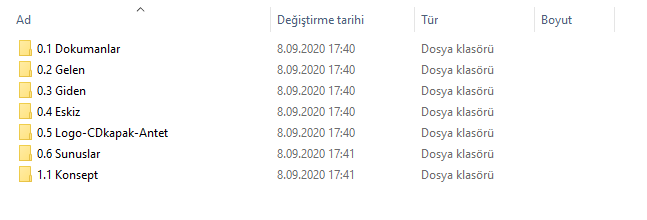 Ad Değiştirme tarihi Tür Boyut
0.1 Dokumanlar 8.09.2020 17:40 Dosya klasörü
0.2 Gelen 8.09.2020 17:40 Dosya klasörü
0.3 Giden 8.09.2020 17:40 Dosya klasörü
0.4 Eskiz 8.09.2020 17:40 Dosya klasörü
0.5 Logo-CDkapak-Antet 8.09.2020 17:40 Dosya klasörü
0.6 Sunuslar 8.09.2020 17:41 Dosya klasörü
1.1 Konsept 8.09.2020 17:41 Dosya klasörü